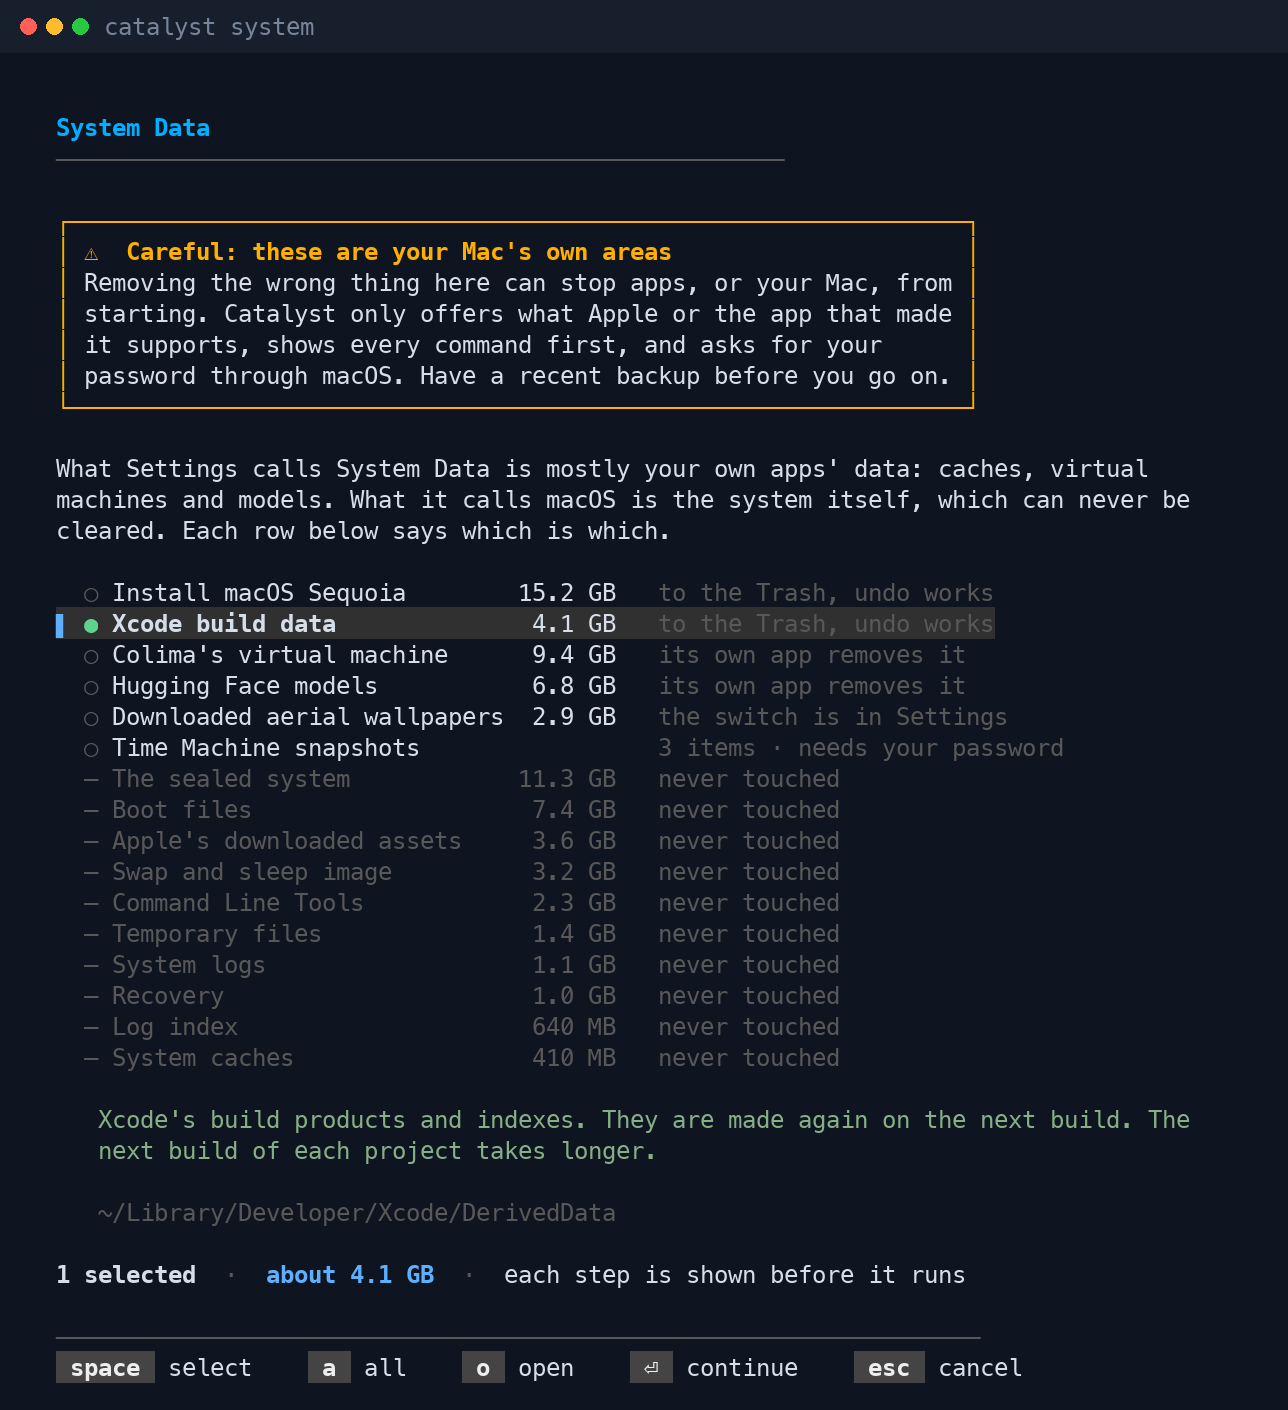 catalyst system
System Data
⚠ Careful: these are your Mac's own areas
Removing the wrong thing here can stop apps, or your Mac, from
starting. Catalyst only offers what Apple or the app that made
it supports, shows every command first, and asks for your
password through macOS. Have a recent backup before you go on.
What Settings calls System Data is mostly your own apps' data: caches, virtual
machines and models. What it calls macOS is the system itself, which can never be
cleared. Each row below says which is which.
○ Install macOS Sequoia 15.2 GB to the Trash, undo works
● Xcode build data 4.1 GB to the Trash, undo works
○ Colima's virtual machine 9.4 GB its own app removes it
○ Hugging Face models 6.8 GB its own app removes it
○ Downloaded aerial wallpapers 2.9 GB the switch is in Settings
○ Time Machine snapshots 3 items · needs your password
— The sealed system 11.3 GB never touched
— Boot files 7.4 GB never touched
— Apple's downloaded assets 3.6 GB never touched
— Swap and sleep image 3.2 GB never touched
— Command Line Tools 2.3 GB never touched
— Temporary files 1.4 GB never touched
— System logs 1.1 GB never touched
— Recovery 1.0 GB never touched
— Log index 640 MB never touched
— System caches 410 MB never touched
Xcode's build products and indexes. They are made again on the next build. The
next build of each project takes longer.
~/Library/Developer/Xcode/DerivedData
1 selected · about 4.1 GB · each step is shown before it runs
space select a all o open ⏎ continue esc cancel